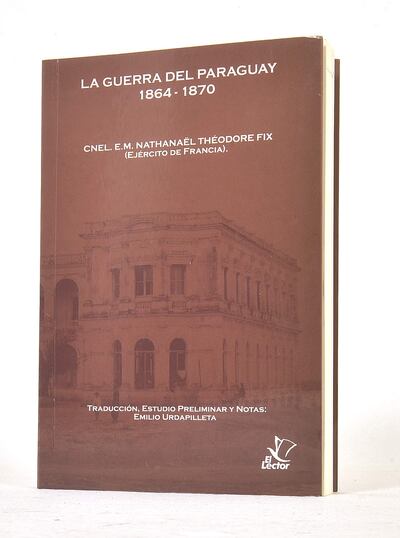 LA GUERRA DEL PARAGUAY
1864 - 1870
CNEL. E.M. NATHANAËL THÉODORE FIX
(EJÉRCITO DE FRANCIA).
TRADUCCIÓN, ESTUDIO PRELIMINAR Y NOTAS:
EMILIO URDAPILLETA
El
Lector